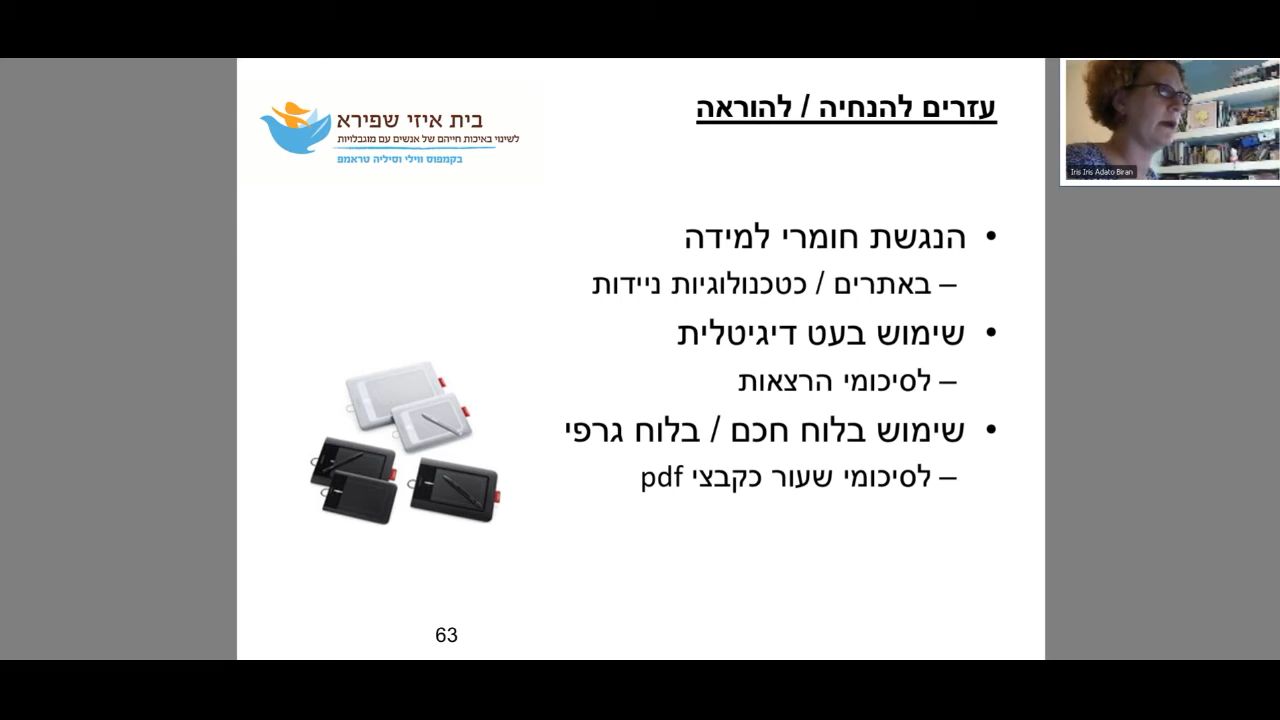 עזרים להנחיה / להוראה
בית איזי שפירא
לשינוי באיכות חייהם של אנשים עם מוגבלויות
בקמפוס ווילי וסיליה טראמפ
• הנגשת חומרי למידה
– באתרים / כטכנולוגיות ניידות
• שימוש בעט דיגיטלית
– לסיכומי הרצאות
• שימוש בלוח חכם / בלוח גרפי
– לסיכומי שעור כקבצי pdf
63
Iris Iris Adato Biran